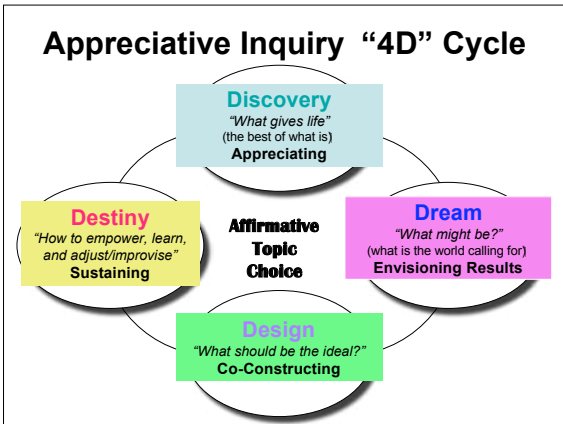 Appreciative Inquiry “4D” Cycle
Discovery
“What gives life”
(the best of what is)
Appreciating
Destiny
“How to empower, learn,
and adjust/improvise”
Sustaining
Affirmative
Topic
Choice
Dream
“What might be?”
(what is the world calling for)
Envisioning Results
Design
“What should be the ideal?”
Co-Constructing